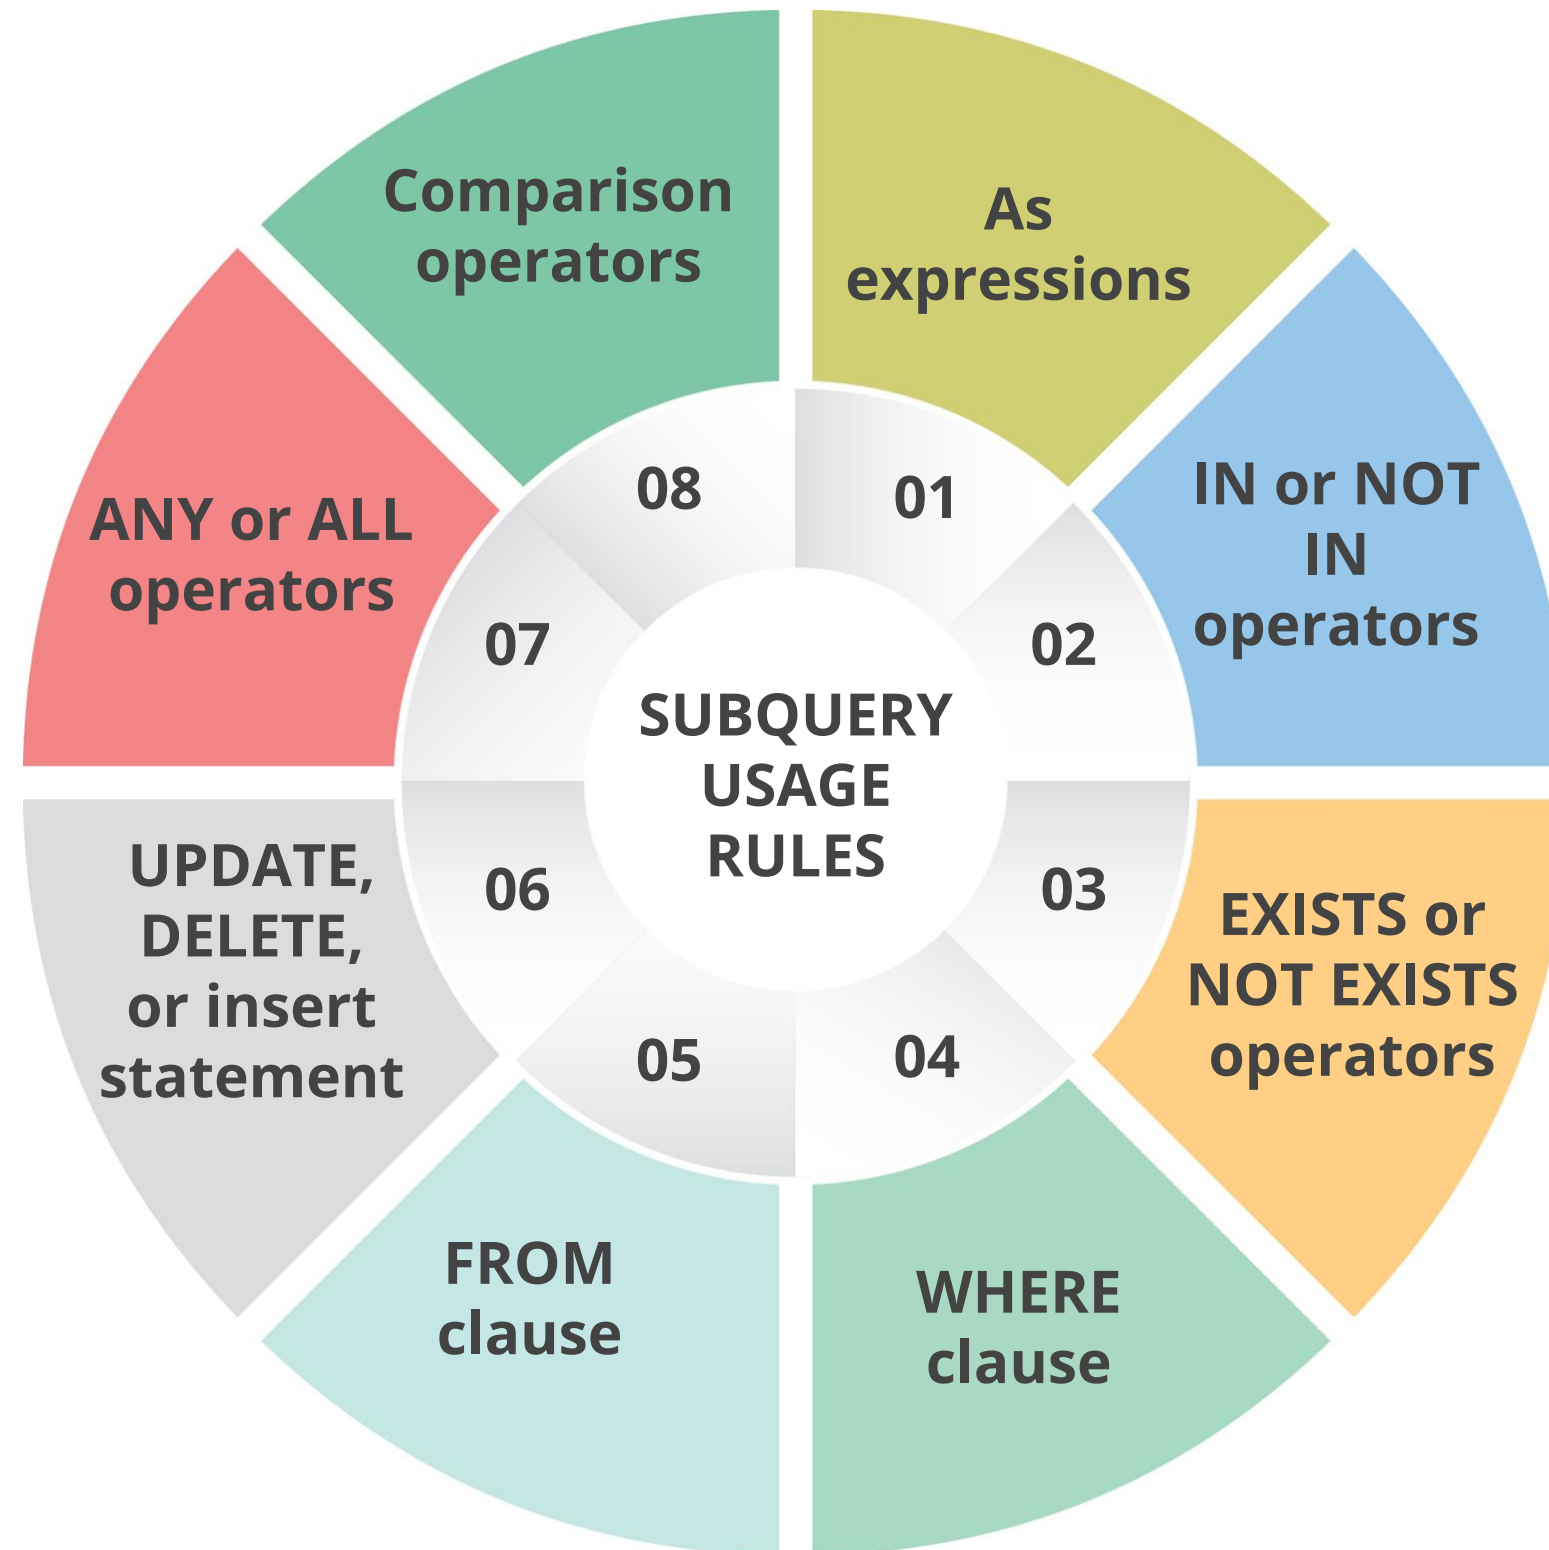 SUBQUERY
USAGE
RULES
01
As
expressions
02
IN or NOT
IN
operators
03
EXISTS or
NOT EXISTS
operators
04
WHERE
clause
05
FROM
clause
06
UPDATE,
DELETE,
or insert
statement
07
ANY or ALL
operators
08
Comparison
operators